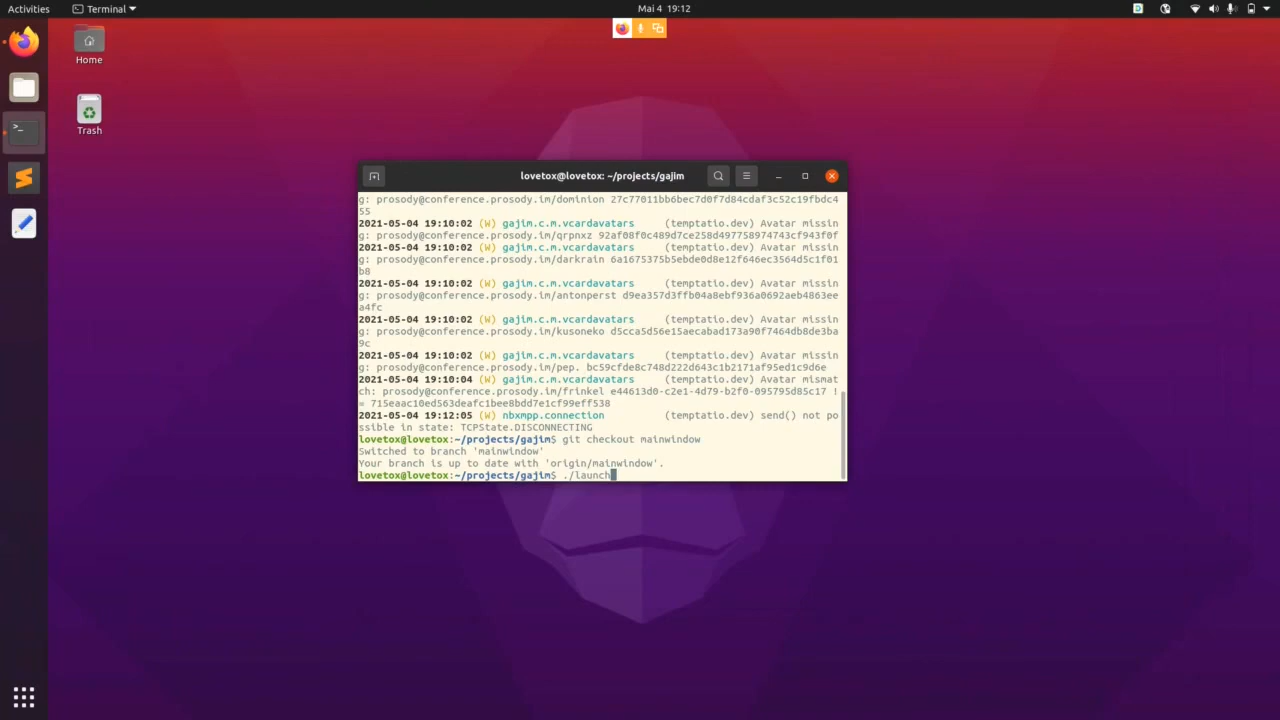 Activities
Terminal
Mai 4 19:12
Home
Trash
lovetox@lovetox: ~/projects/gajim
g: prosody@conference.prosody.im/dominion 27c77011bb6bec7d0f7d84cdaf3c52c19fbdc4
55
2021-05-04 19:10:02 (W) gajim.c.m.vcardavatars (temptatio.dev) Avatar missin
g: prosody@conference.prosody.im/qrpnxz 92af08f0c489d7ce258d497758974743cf943f0f
2021-05-04 19:10:02 (W) gajim.c.m.vcardavatars (temptatio.dev) Avatar missin
g: prosody@conference.prosody.im/darkrain 6a1675375b5ebde0d8e12f646ec3564d5c1f01
b8
2021-05-04 19:10:02 (W) gajim.c.m.vcardavatars (temptatio.dev) Avatar missin
g: prosody@conference.prosody.im/antonperst d9ea357d3ffb04a8ebf936a0692aeb4863ee
a4fc
2021-05-04 19:10:02 (W) gajim.c.m.vcardavatars (temptatio.dev) Avatar missin
g: prosody@conference.prosody.im/kusoneko d5cca5d56e15aecabad173a90f7464db8de3ba
9c
2021-05-04 19:10:02 (W) gajim.c.m.vcardavatars (temptatio.dev) Avatar missin
g: prosody@conference.prosody.im/pep. bc59cfde8c748d222d643c1b2171af95ed1c9d6e
2021-05-04 19:10:04 (W) gajim.c.m.vcardavatars (temptatio.dev) Avatar mismat
ch: prosody@conference.prosody.im/frinkel e44613d0-c2e1-4d79-b2f0-095795d85c17 !
= 715eaac10ed563deafc1bee8bdd7e1cf99eff538
2021-05-04 19:12:05 (W) nbxmpp.connection (temptatio.dev) send() not po
ssible in state: TCPState.DISCONNECTING
lovetox@lovetox:~/projects/gajim$ git checkout mainwindow
Switched to branch 'mainwindow'
Your branch is up to date with 'origin/mainwindow'.
lovetox@lovetox:~/projects/gajim$ ./launch